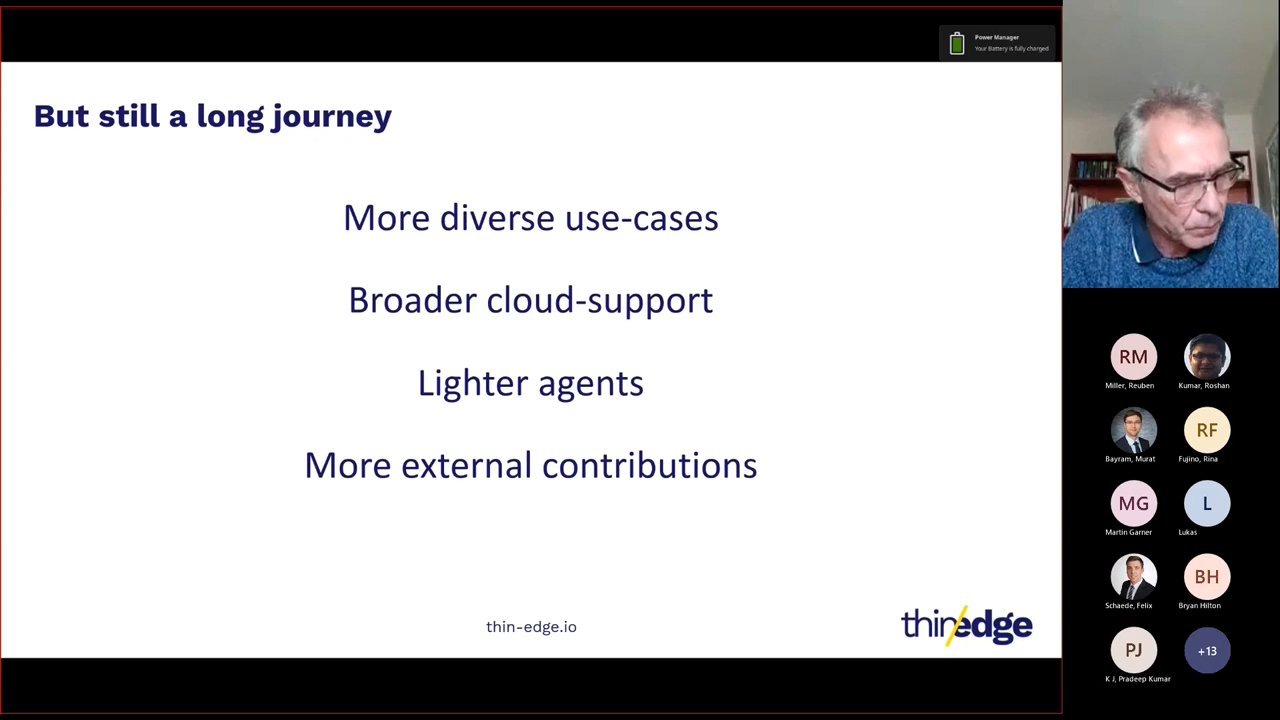 Power Manager
Your Battery is fully charged
But still a long journey
More diverse use-cases
Broader cloud-support
Lighter agents
More external contributions
thin-edge.io
thin/edge
RM
Miller, Reuben
Kumar, Roshan
Bayram, Murat
RF
Fujino, Rina
MG
Martin Garner
L
Lukas
Schaede, Felix
BH
Bryan Hilton
PJ
K J, Pradeep Kumar
+13